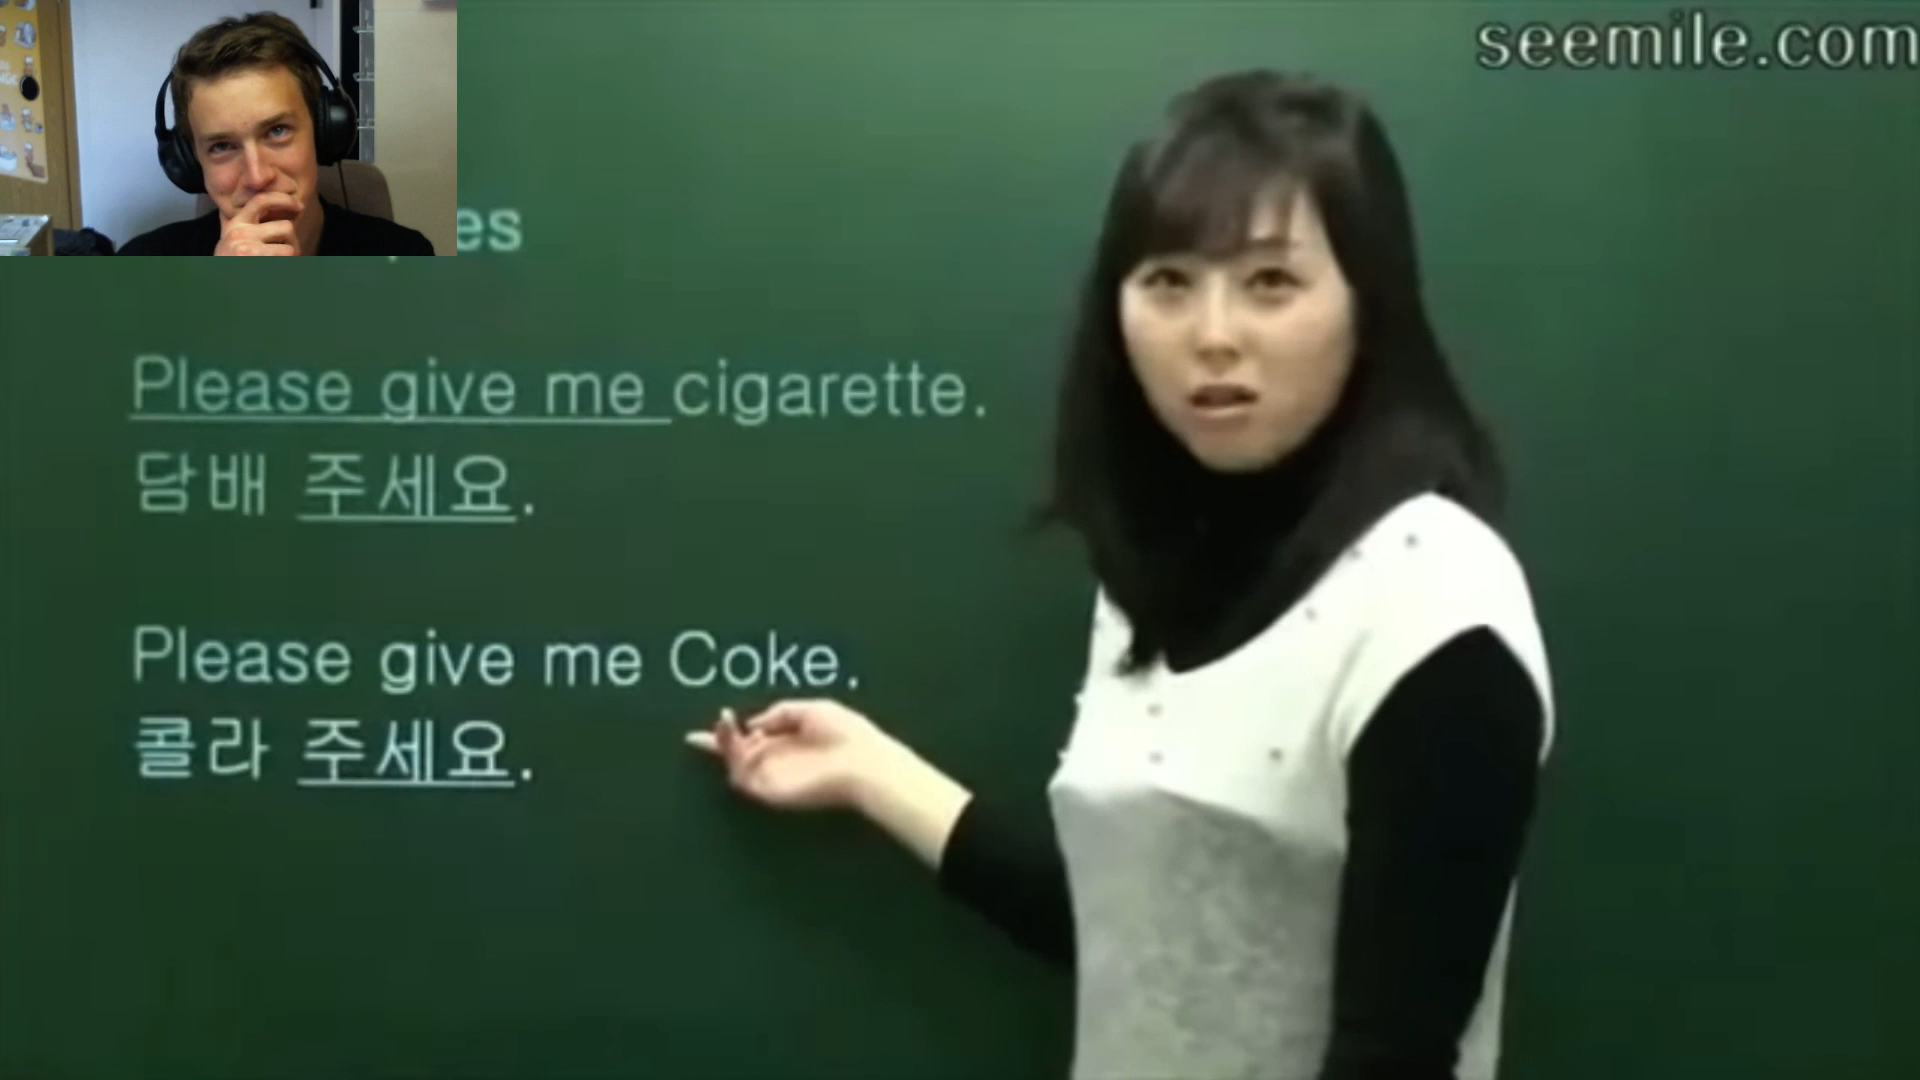 seemile.com
es
Please give me cigarette.
담배 주세요.
Please give me Coke.
콜라 주세요.